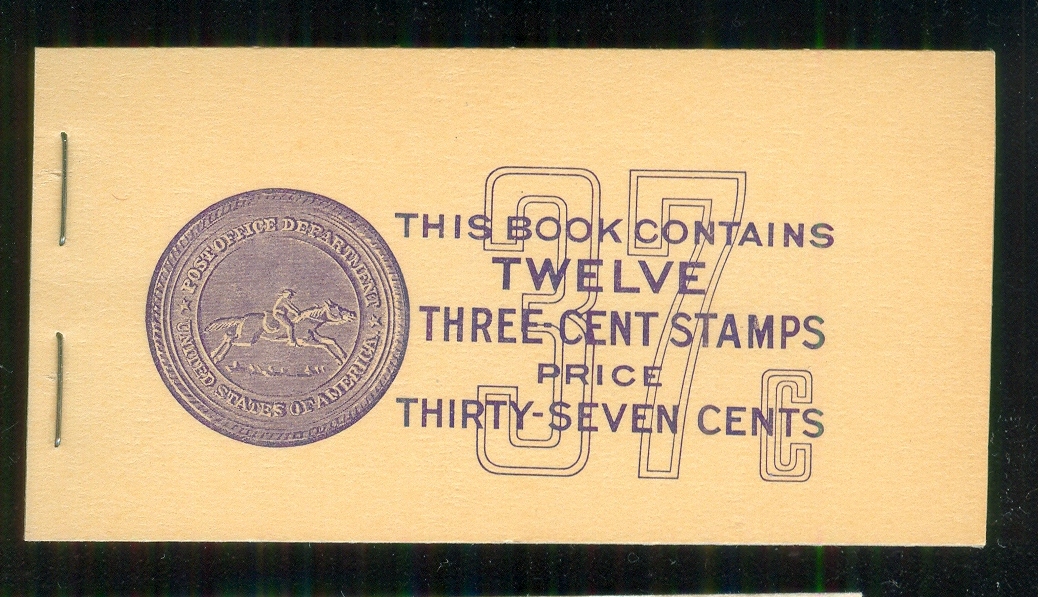 POST OFFICE DEPARTMENT
UNITED STATES OF AMERICA
37c
THIS BOOK CONTAINS
TWELVE
THREE-CENT STAMPS
PRICE
THIRTY-SEVEN CENTS